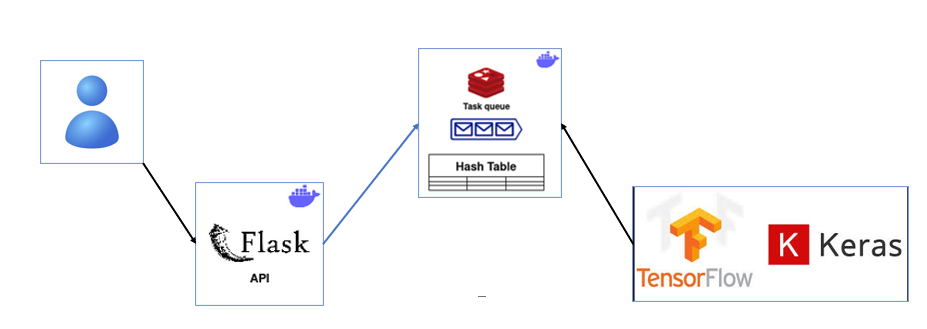 Task queue
Hash Table
Flask
API
TensorFlow
K Keras